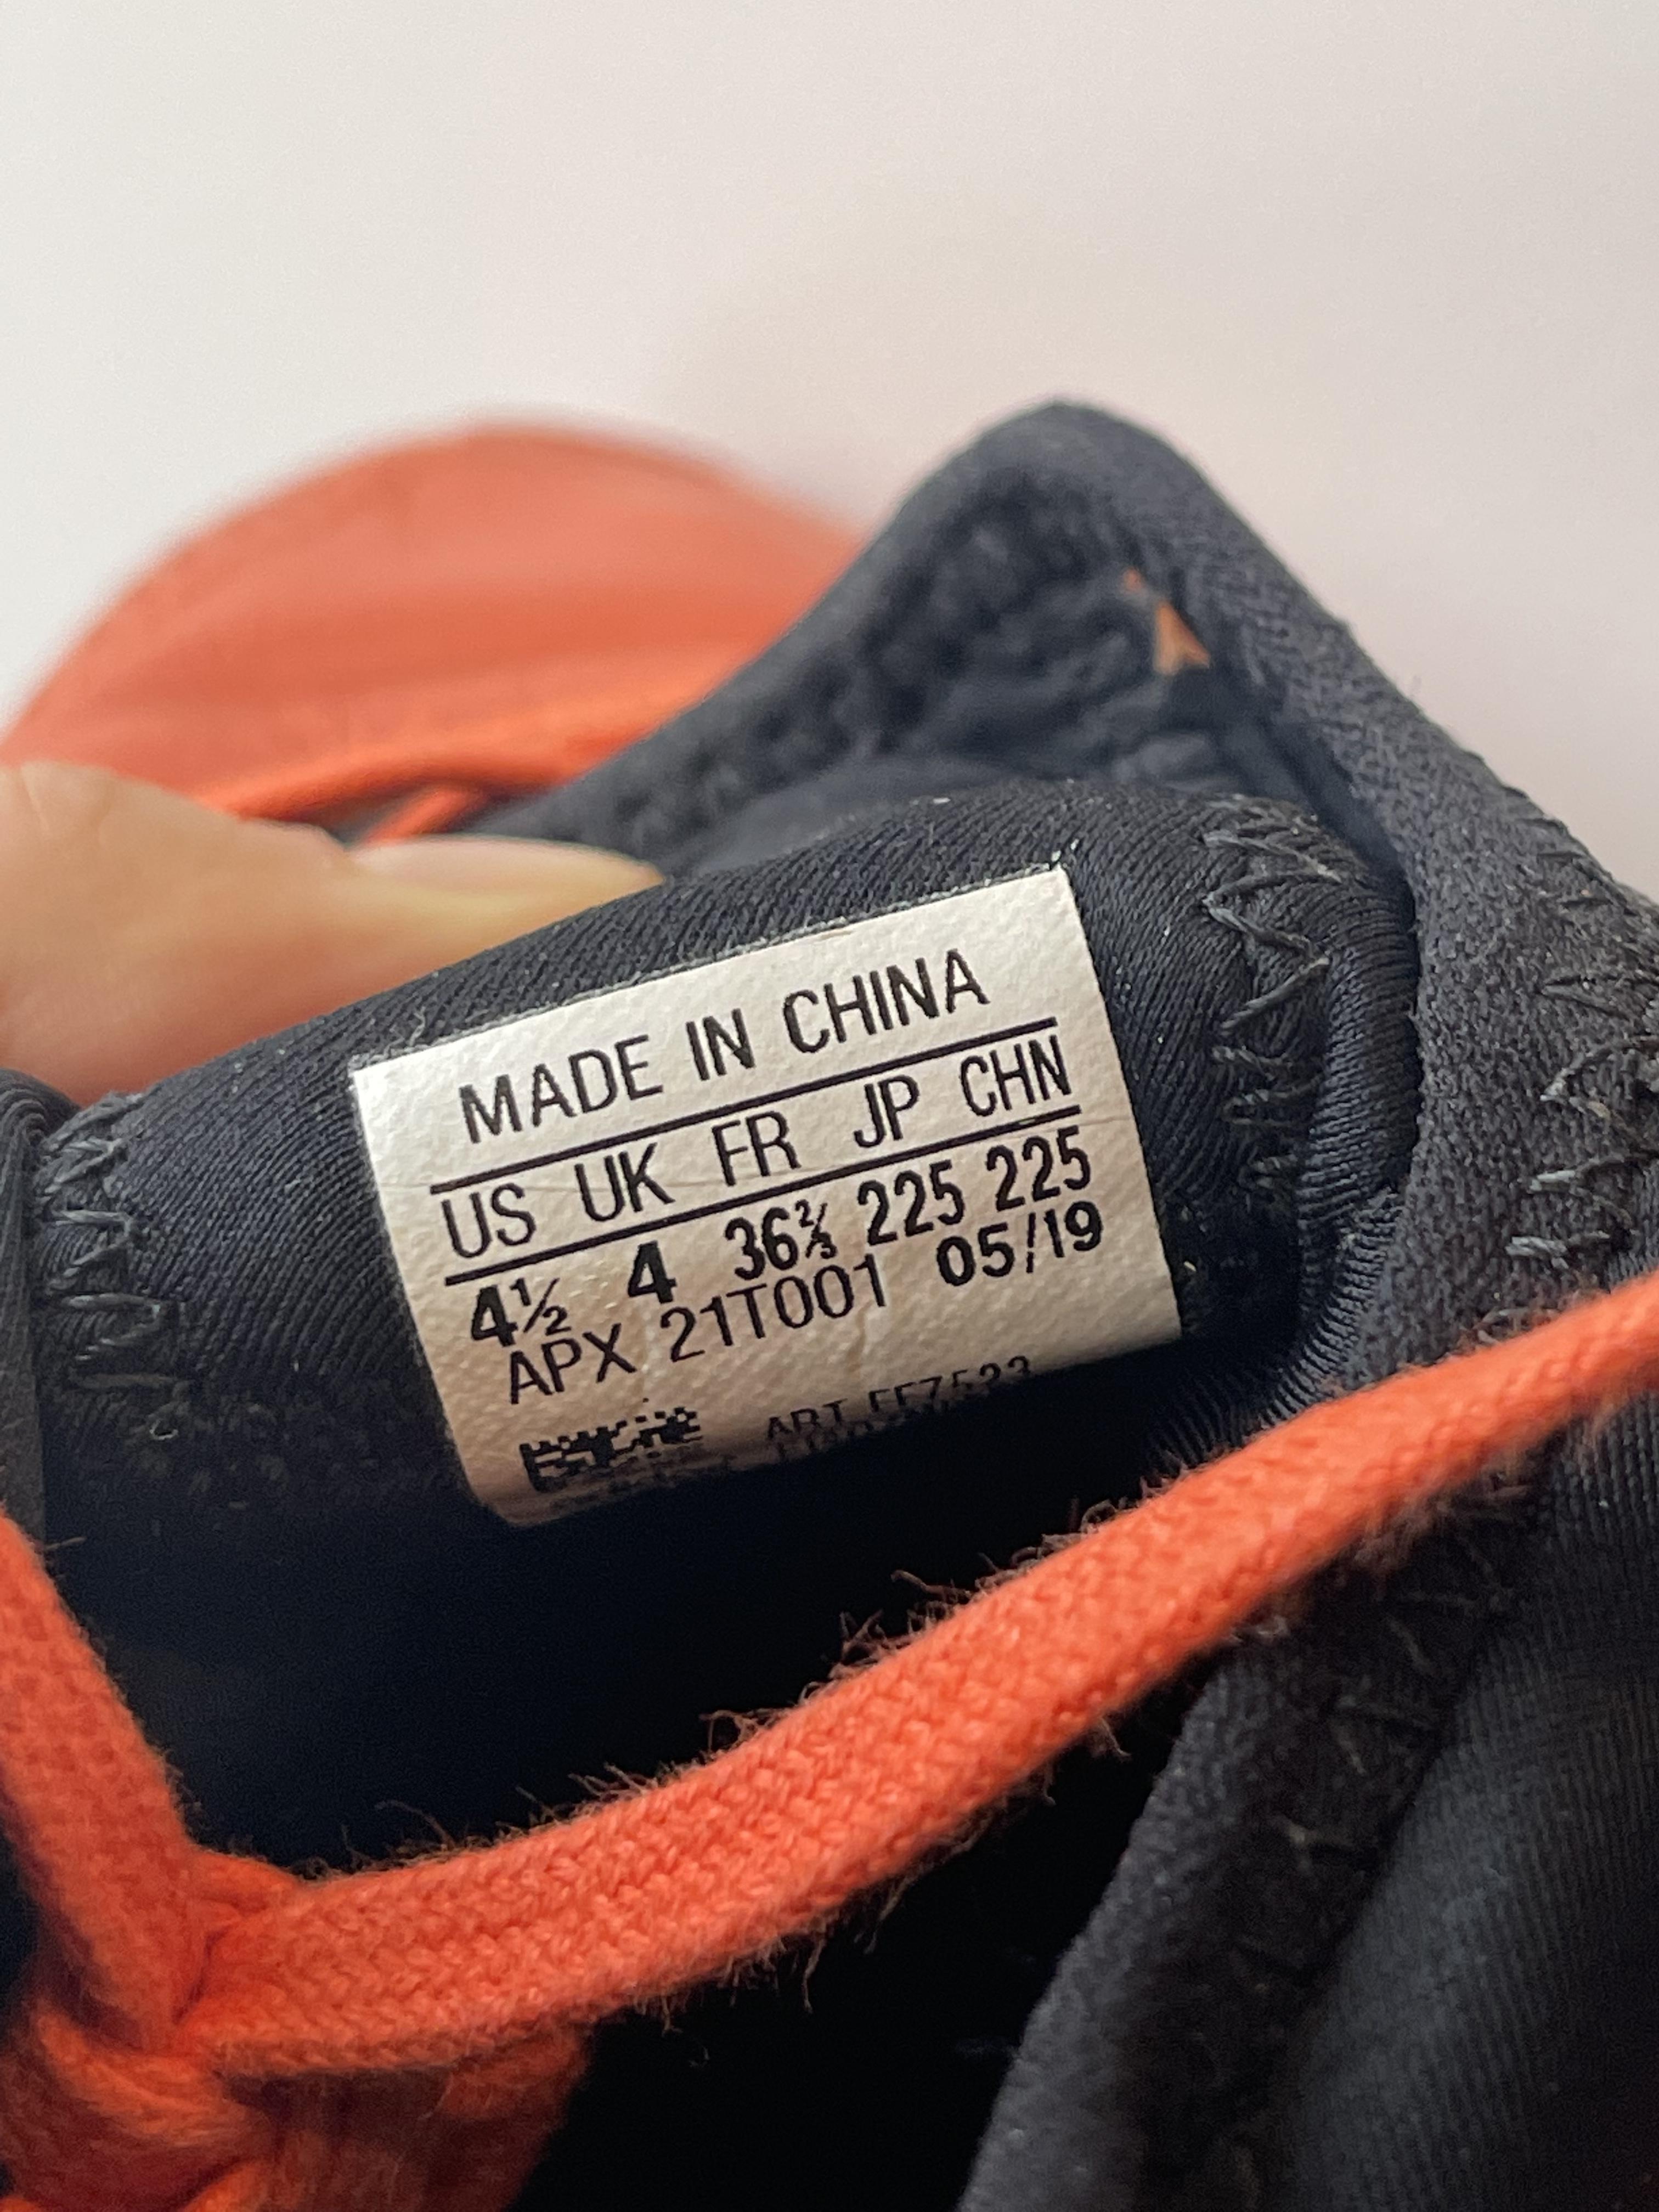 MADE IN CHINA
US UK FR JP CHN
4½ 4 36⅔ 225 225
APX 21T001 05/19
ART